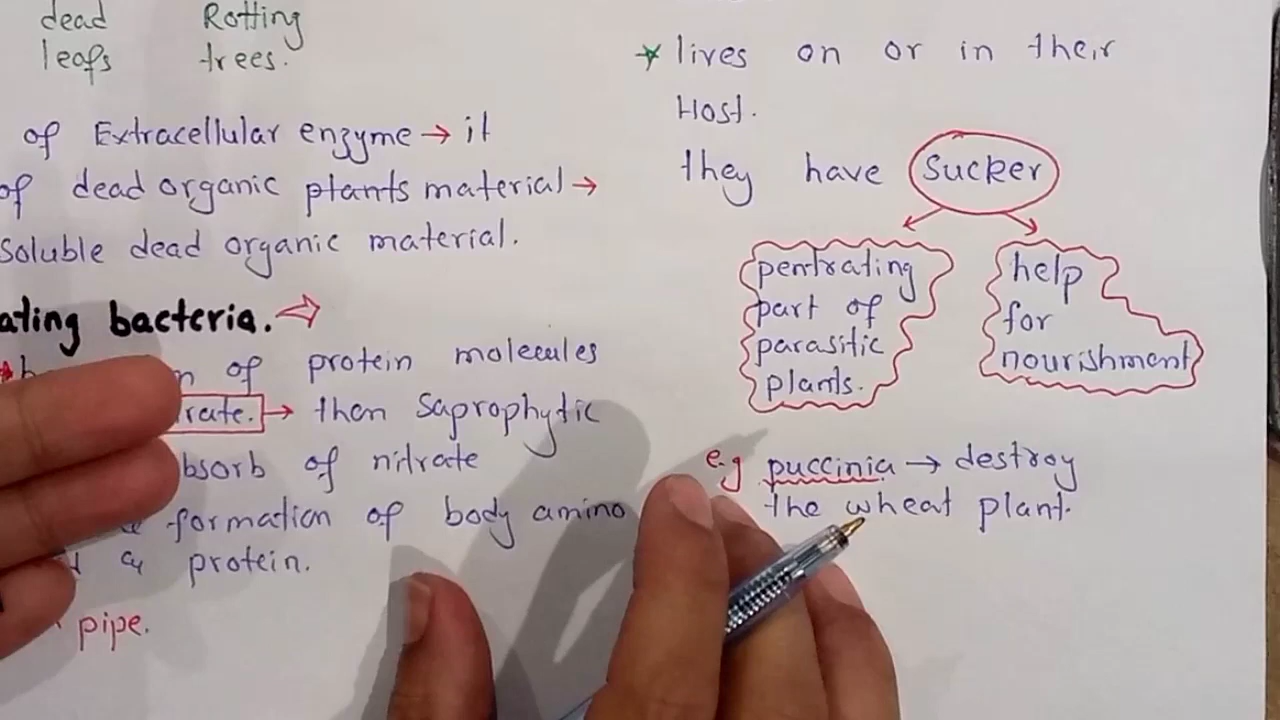 dead Rotting
leafs trees.
of Extracellular enzyme → it
of dead organic plants material →
Soluble dead organic material.
ating bacteria. ⇒
of protein molecules
rate. → then Saprophytic
bsorb of nitrate
formation of body amino
protein.
pipe.
* lives on or in their
Host.
they have Sucker
pentrating
part of
parasitic
plants.
help
for
nourishment
e.g puccinia → destroy
the wheat plant.